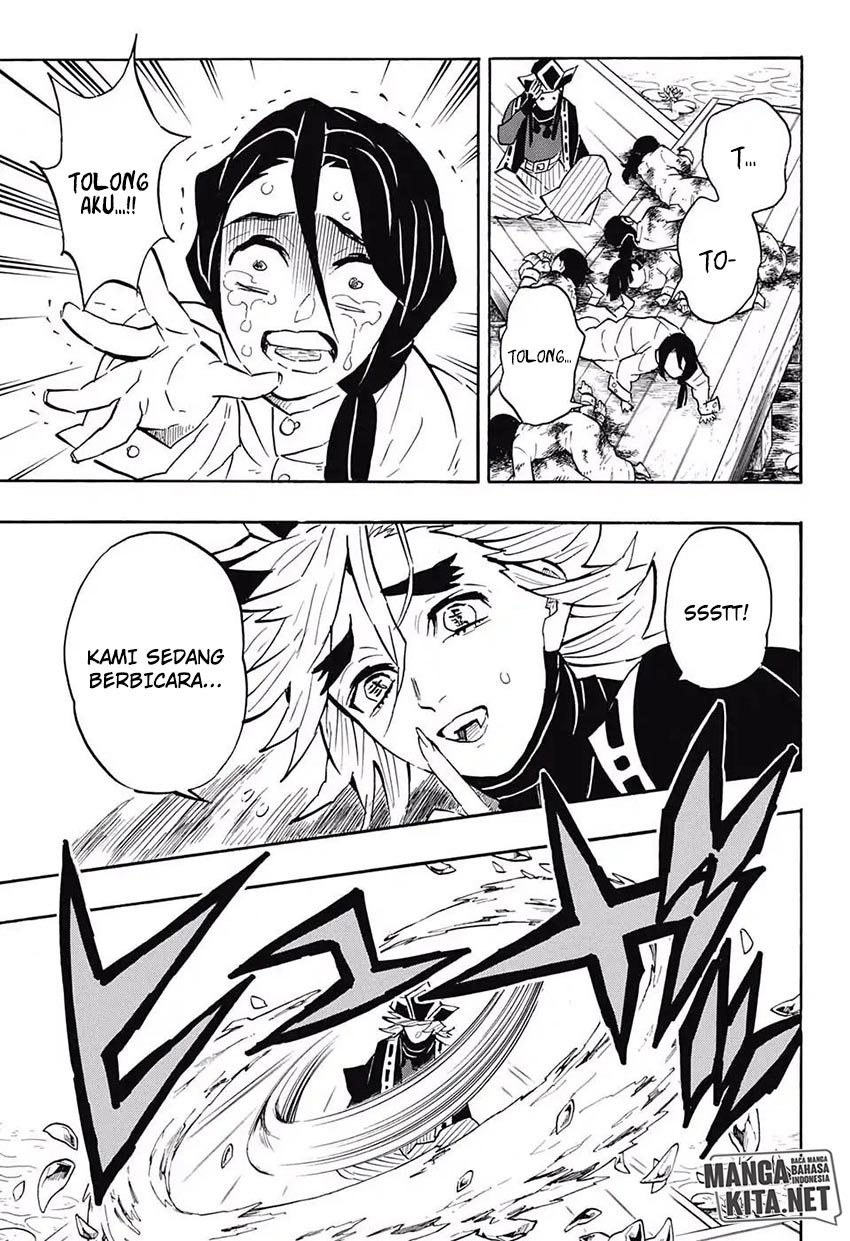 T...
TO-
TOLONG...
TOLONG
AKU...!!
SSSTT!
KAMI SEDANG
BERBICARA...
MANGA
KITA.NET
BACA MANGA
BAHASA
INDONESIA